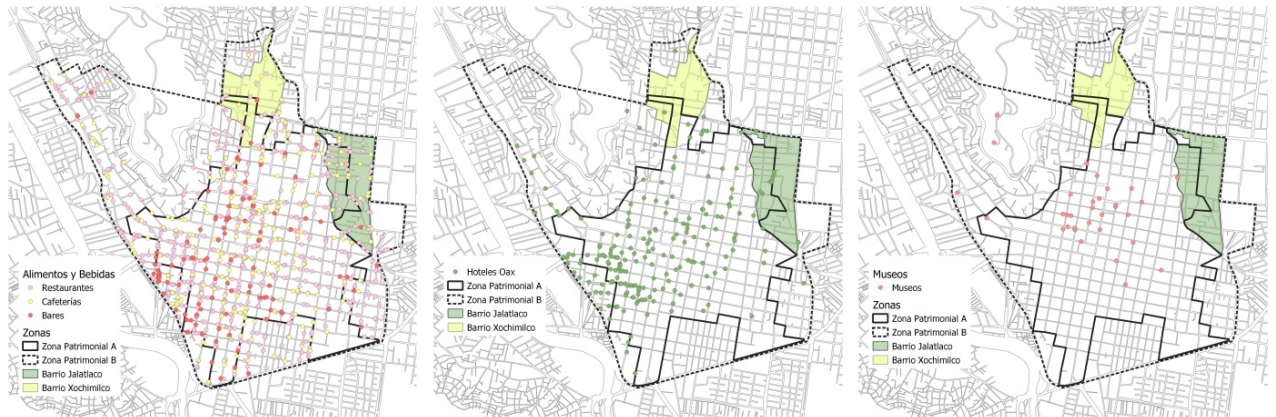 Alimentos y Bebidas
Restaurantes
Cafeterías
Bares
Zonas
Zona Patrimonial A
Zona Patrimonial B
Barrio Jalatlaco
Barrio Xochimilco
Hoteles Oax
Zona Patrimonial A
Zona Patrimonial B
Barrio Jalatlaco
Barrio Xochimilco
Museos
Museos
Zonas
Zona Patrimonial A
Zona Patrimonial B
Barrio Jalatlaco
Barrio Xochimilco